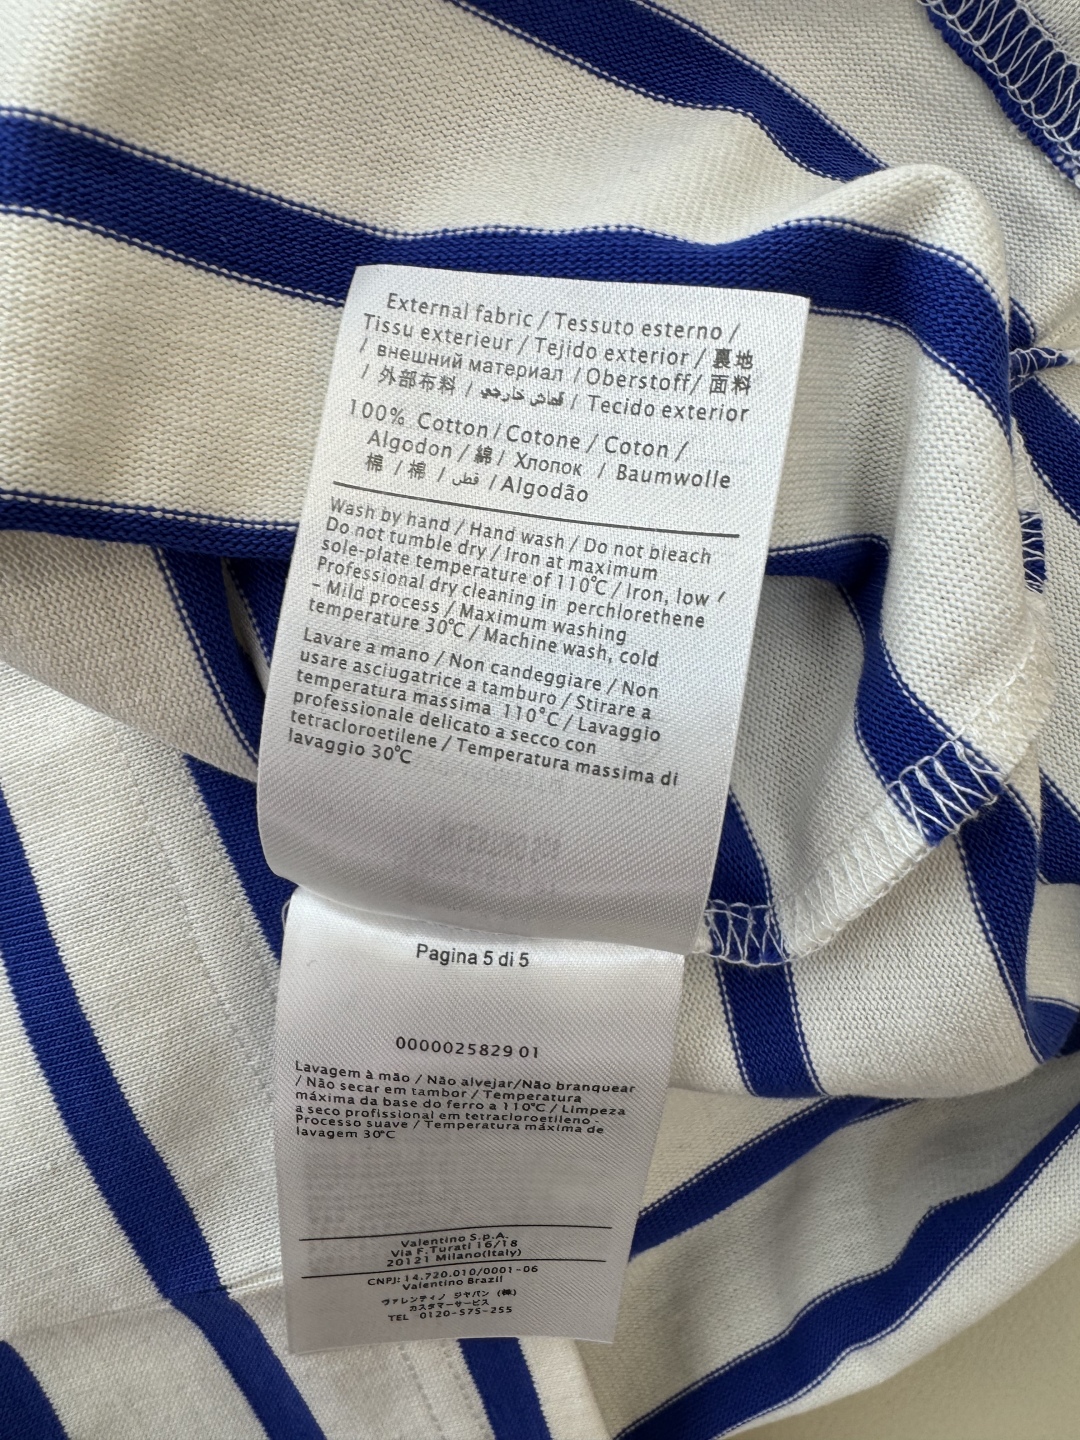 External fabric / Tessuto esterno /
Tissu exterieur / Tejido exterior / 裏地
/ внешний материал / Oberstoff/ 面料
/ 外部布料 / قماش خارجي / Tecido exterior
100% Cotton / Cotone / Coton /
Algodon / 綿 / Хлопок / Baumwolle
棉 / 棉 / قطن / Algodão
Wash by hand / Hand wash / Do not bleach
Do not tumble dry / Iron at maximum
sole-plate temperature of 110°C / Iron, low /
Professional dry cleaning in perchlorethene
- Mild process / Maximum washing
temperature 30°C / Machine wash, cold
Lavare a mano / Non candeggiare / Non
usare asciugatrice a tamburo / Stirare a
temperatura massima 110°C / Lavaggio
professionale delicato a secco con
tetracloroetilene / Temperatura massima di
lavaggio 30°C
Pagina 5 di 5
0000025829 01
Lavagem à mão / Não alvejar/Não branquear
/ Não secar em tambor / Temperatura
máxima da base do ferro a 110°C / Limpeza
a seco profissional em tetracloroetileno -
Processo suave / Temperatura máxima de
lavagem 30°C
Valentino S.p.A.
Via F.Turati 16/18
20121 Milano(Italy)
CNPJ: 14.720.010/0001-06
Valentino Brazil
ヴァレンティノ ジャパン (株)
カスタマーサービス
TEL 0120-575-255